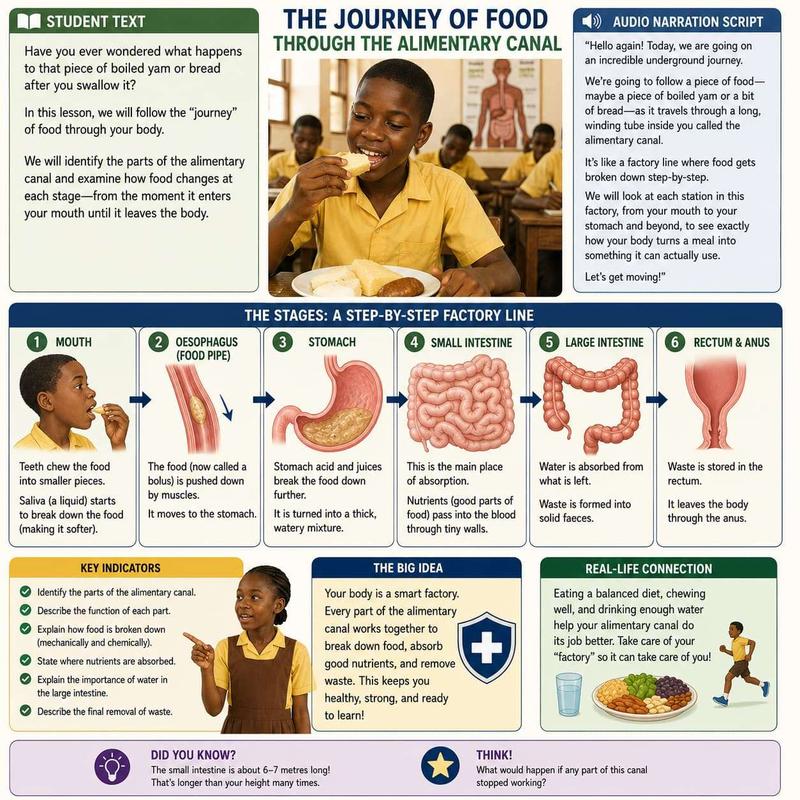 STUDENT TEXT
Have you ever wondered what happens
to that piece of boiled yam or bread
after you swallow it?
In this lesson, we will follow the “journey”
of food through your body.
We will identify the parts of the alimentary
canal and examine how food changes at
each stage—from the moment it enters
your mouth until it leaves the body.
THE JOURNEY OF FOOD
THROUGH THE ALIMENTARY CANAL
AUDIO NARRATION SCRIPT
“Hello again! Today, we are going on
an incredible underground journey.
We’re going to follow a piece of food—
maybe a piece of boiled yam or a bit
of bread—as it travels through a long,
winding tube inside you called the
alimentary canal.
It’s like a factory line where food gets
broken down step-by-step.
We will look at each station in this
factory, from your mouth to your
stomach and beyond, to see exactly
how your body turns a meal into
something it can actually use.
Let’s get moving!”
THE STAGES: A STEP-BY-STEP FACTORY LINE
1 MOUTH
Teeth chew the food
into smaller pieces.
Saliva (a liquid) starts
to break down the food
(making it softer).
2 OESOPHAGUS
(FOOD PIPE)
The food (now called a
bolus) is pushed down
by muscles.
It moves to the stomach.
3 STOMACH
Stomach acid and juices
break the food down
further.
It is turned into a thick,
watery mixture.
4 SMALL INTESTINE
This is the main place
of absorption.
Nutrients (good parts of
food) pass into the blood
through tiny walls.
5 LARGE INTESTINE
Water is absorbed from
what is left.
Waste is formed into
solid faeces.
6 RECTUM & ANUS
Waste is stored in the
rectum.
It leaves the body
through the anus.
KEY INDICATORS
Identify the parts of the alimentary canal.
Describe the function of each part.
Explain how food is broken down
(mechanically and chemically).
State where nutrients are absorbed.
Explain the importance of water in
the large intestine.
Describe the final removal of waste.
THE BIG IDEA
Your body is a smart factory.
Every part of the alimentary
canal works together to
break down food, absorb
good nutrients, and remove
waste. This keeps you
healthy, strong, and ready
to learn!
REAL-LIFE CONNECTION
Eating a balanced diet, chewing
well, and drinking enough water
help your alimentary canal do
its job better. Take care of your
“factory” so it can take care of you!
DID YOU KNOW?
The small intestine is about 6–7 metres long!
That’s longer than your height many times.
THINK!
What would happen if any part of this canal
stopped working?